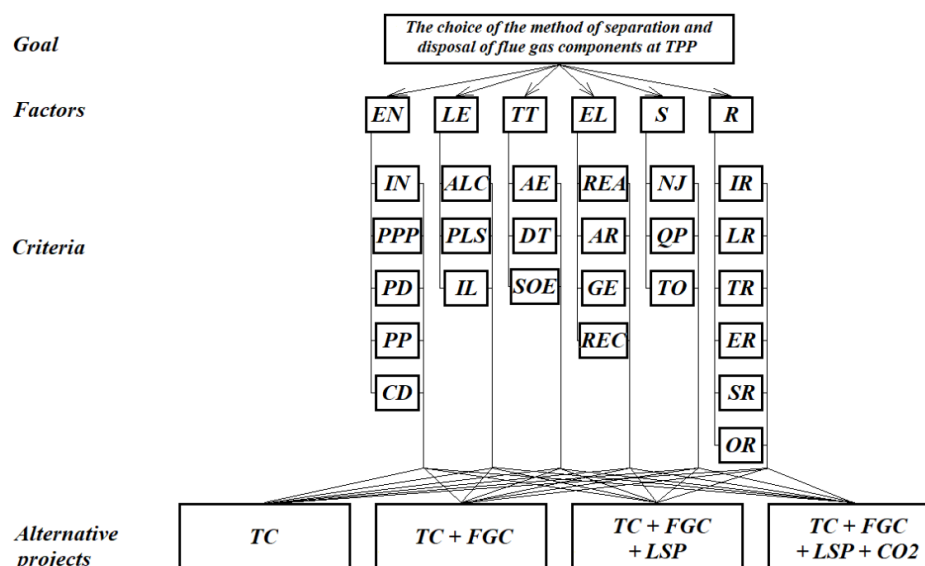 Goal
The choice of the method of separation and
disposal of flue gas components at TPP
Factors
EN LE TT EL S R
Criteria
IN ALC AE REA NJ IR
PPP PLS DT AR QP LR
PD IL SOE GE TO TR
PP REC ER
CD SR
OR
Alternative
projects
TC
TC + FGC
TC + FGC
+ LSP
TC + FGC
+ LSP + CO2